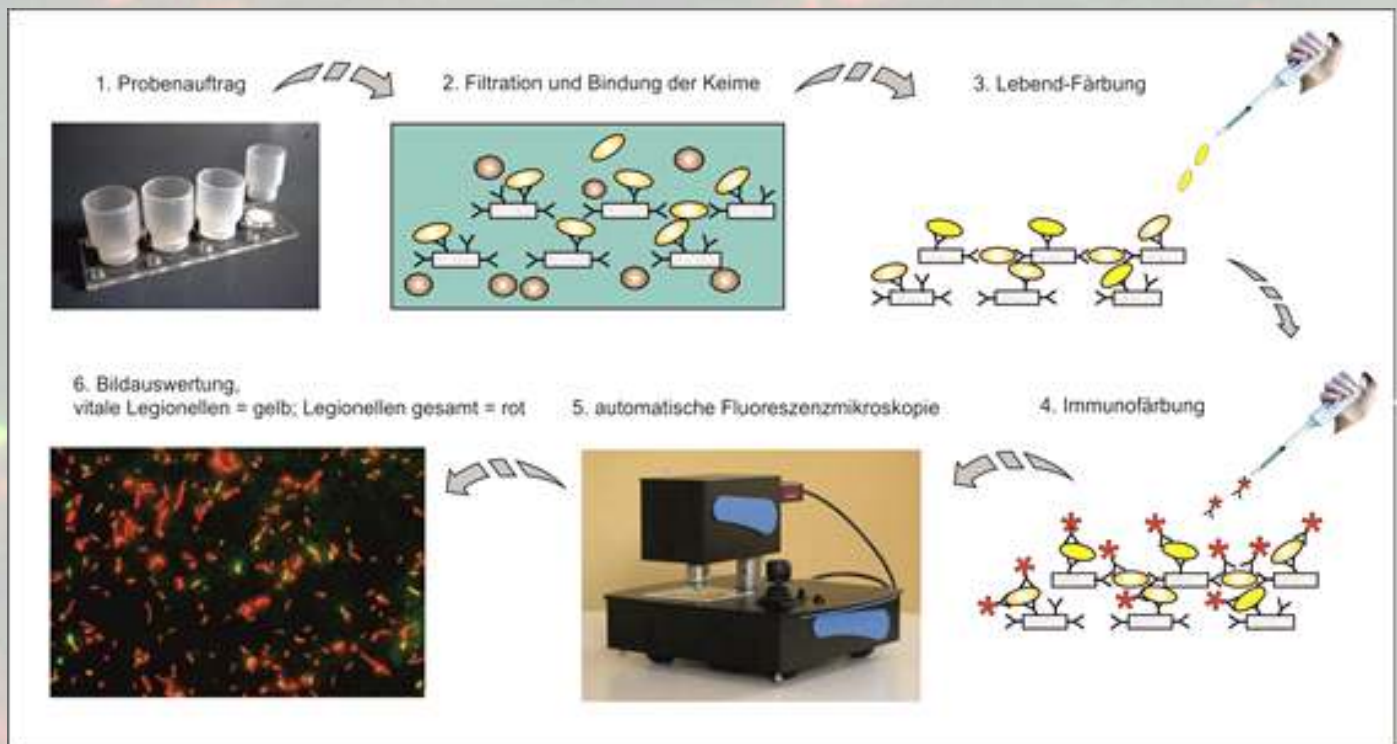 1. Probenauftrag
2. Filtration und Bindung der Keime
3. Lebend-Färbung
4. Immunofärbung
5. automatische Fluoreszenzmikroskopie
6. Bildauswertung,
vitale Legionellen = gelb; Legionellen gesamt = rot